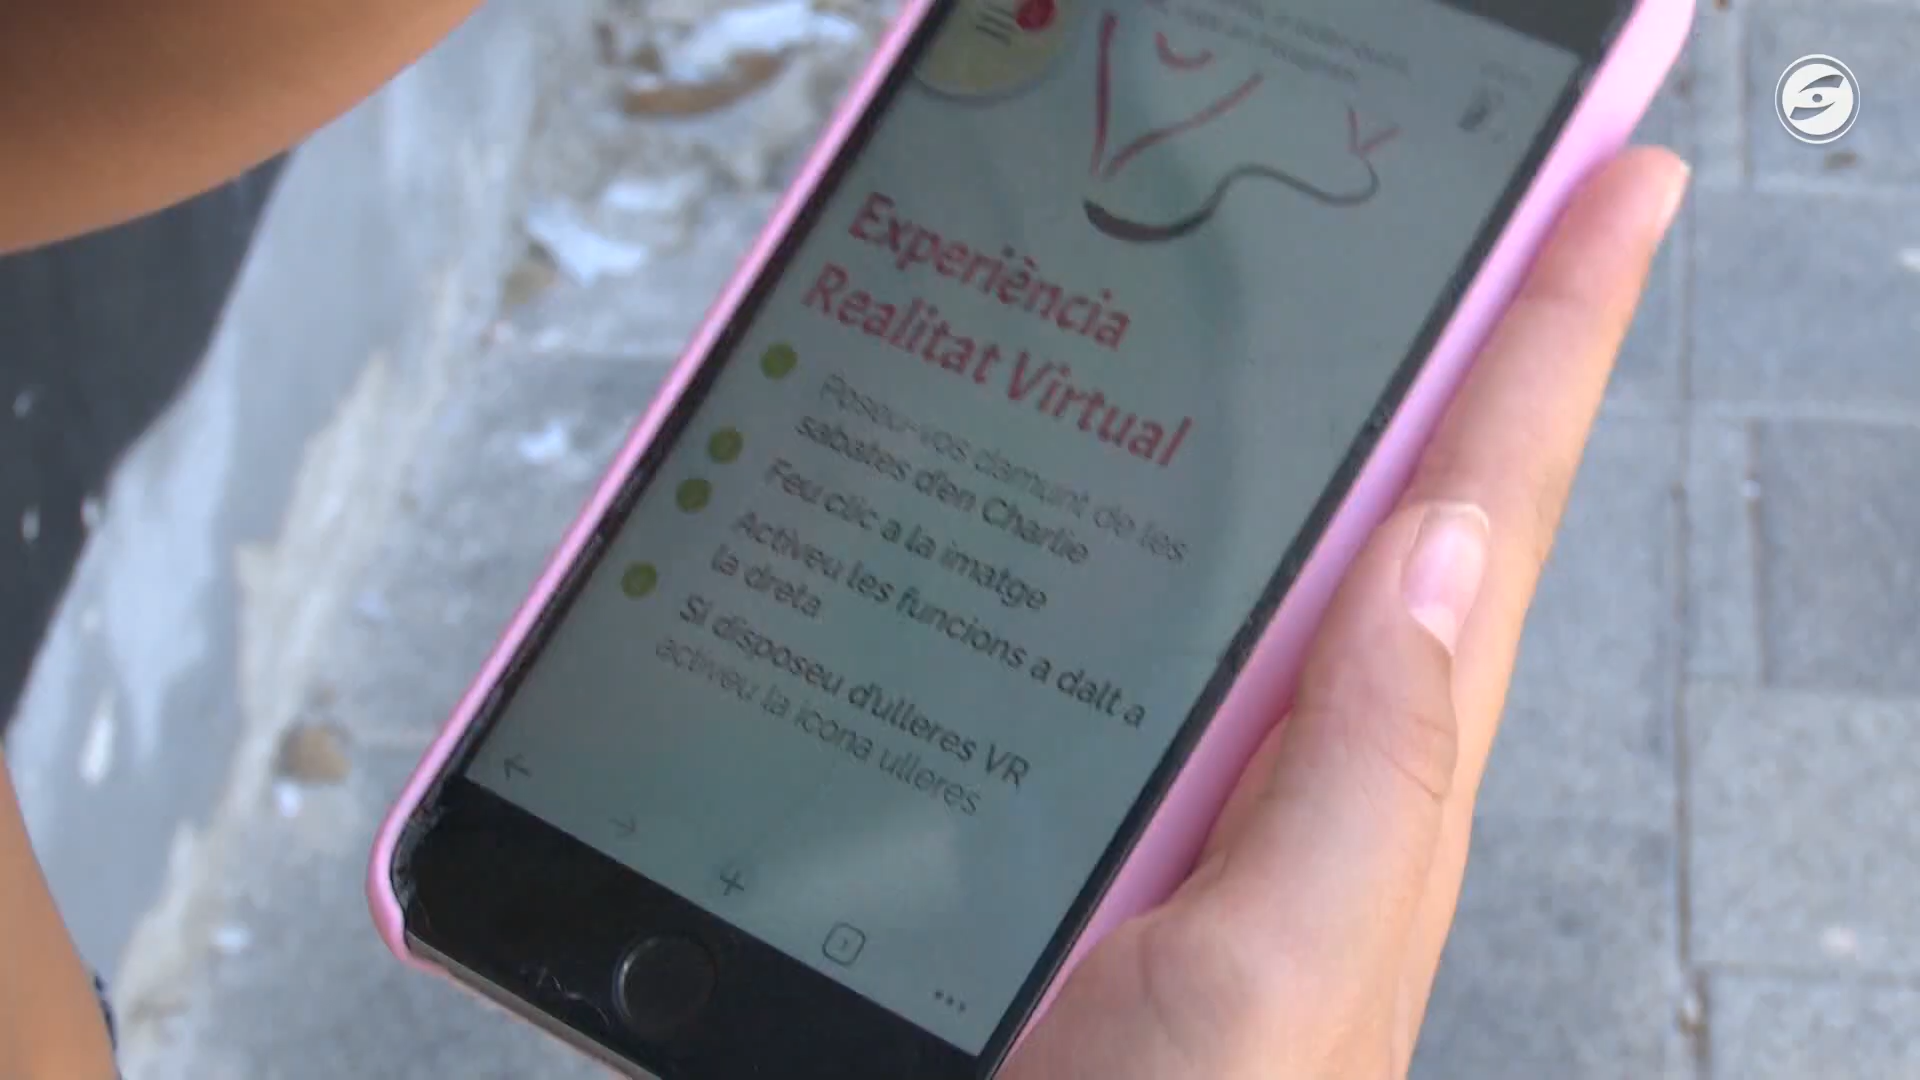 Experiència
Realitat Virtual
Poseu-vos damunt de les
sabates d'en Charlie
Feu clic a la imatge
Activeu les funcions a dalt a
la dreta
Si disposeu d'ulleres VR
activeu la icona ulleres